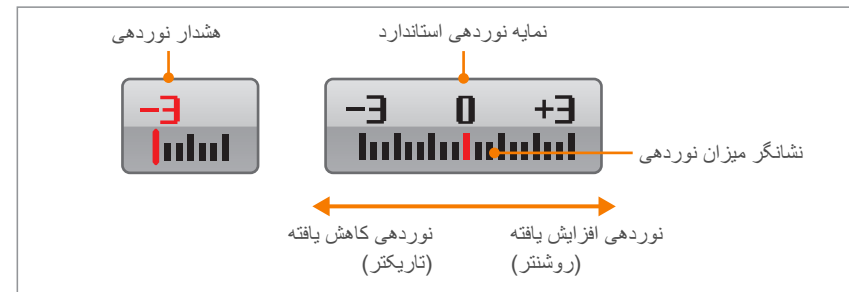 هشدار نوردهی
نمایه نوردهی استاندارد
-3
-3 0 +3
نشانگر میزان نوردهی
نوردهی افزایش یافته
(روشنتر)
نوردهی کاهش یافته
(تاریکتر)